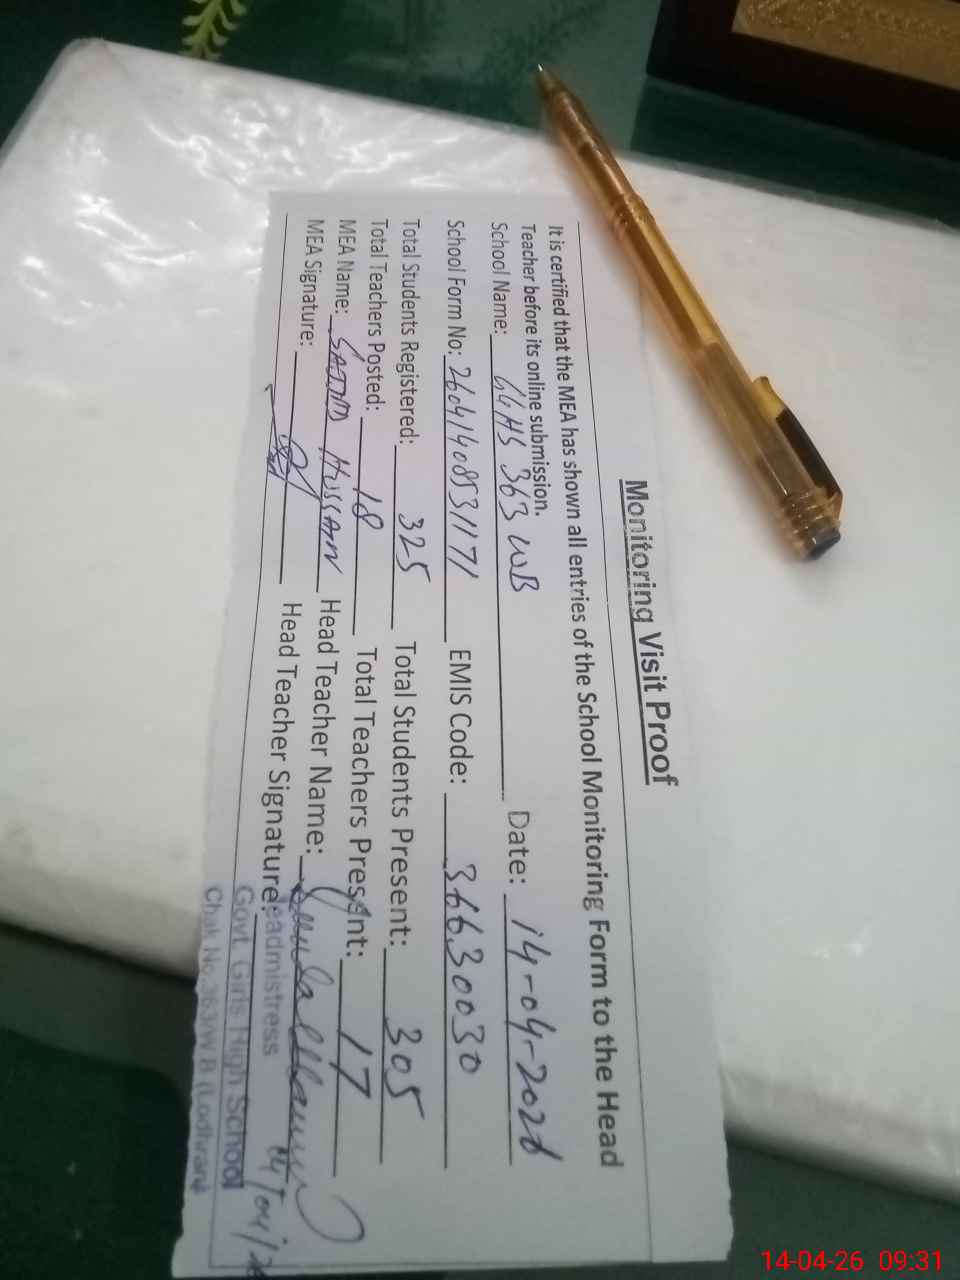 Monitoring Visit Proof
It is certified that the MEA has shown all entries of the School Monitoring Form to the Head
Teacher before its online submission.
School Name: GGHS 363 WB Date: 14-04-2026
School Form No: 26041408531171 EMIS Code: 36630030
Total Students Registered: 325 Total Students Present: 305
Total Teachers Posted: 18 Total Teachers Present: 17
MEA Name: SAJJAD HUSSAIN Head Teacher Name:
MEA Signature: Head Teacher Signature:
Headmistress
Govt. Girls High School
Chak No.363/W.B (Lodhran)
14/04/26
14-04-26 09:31